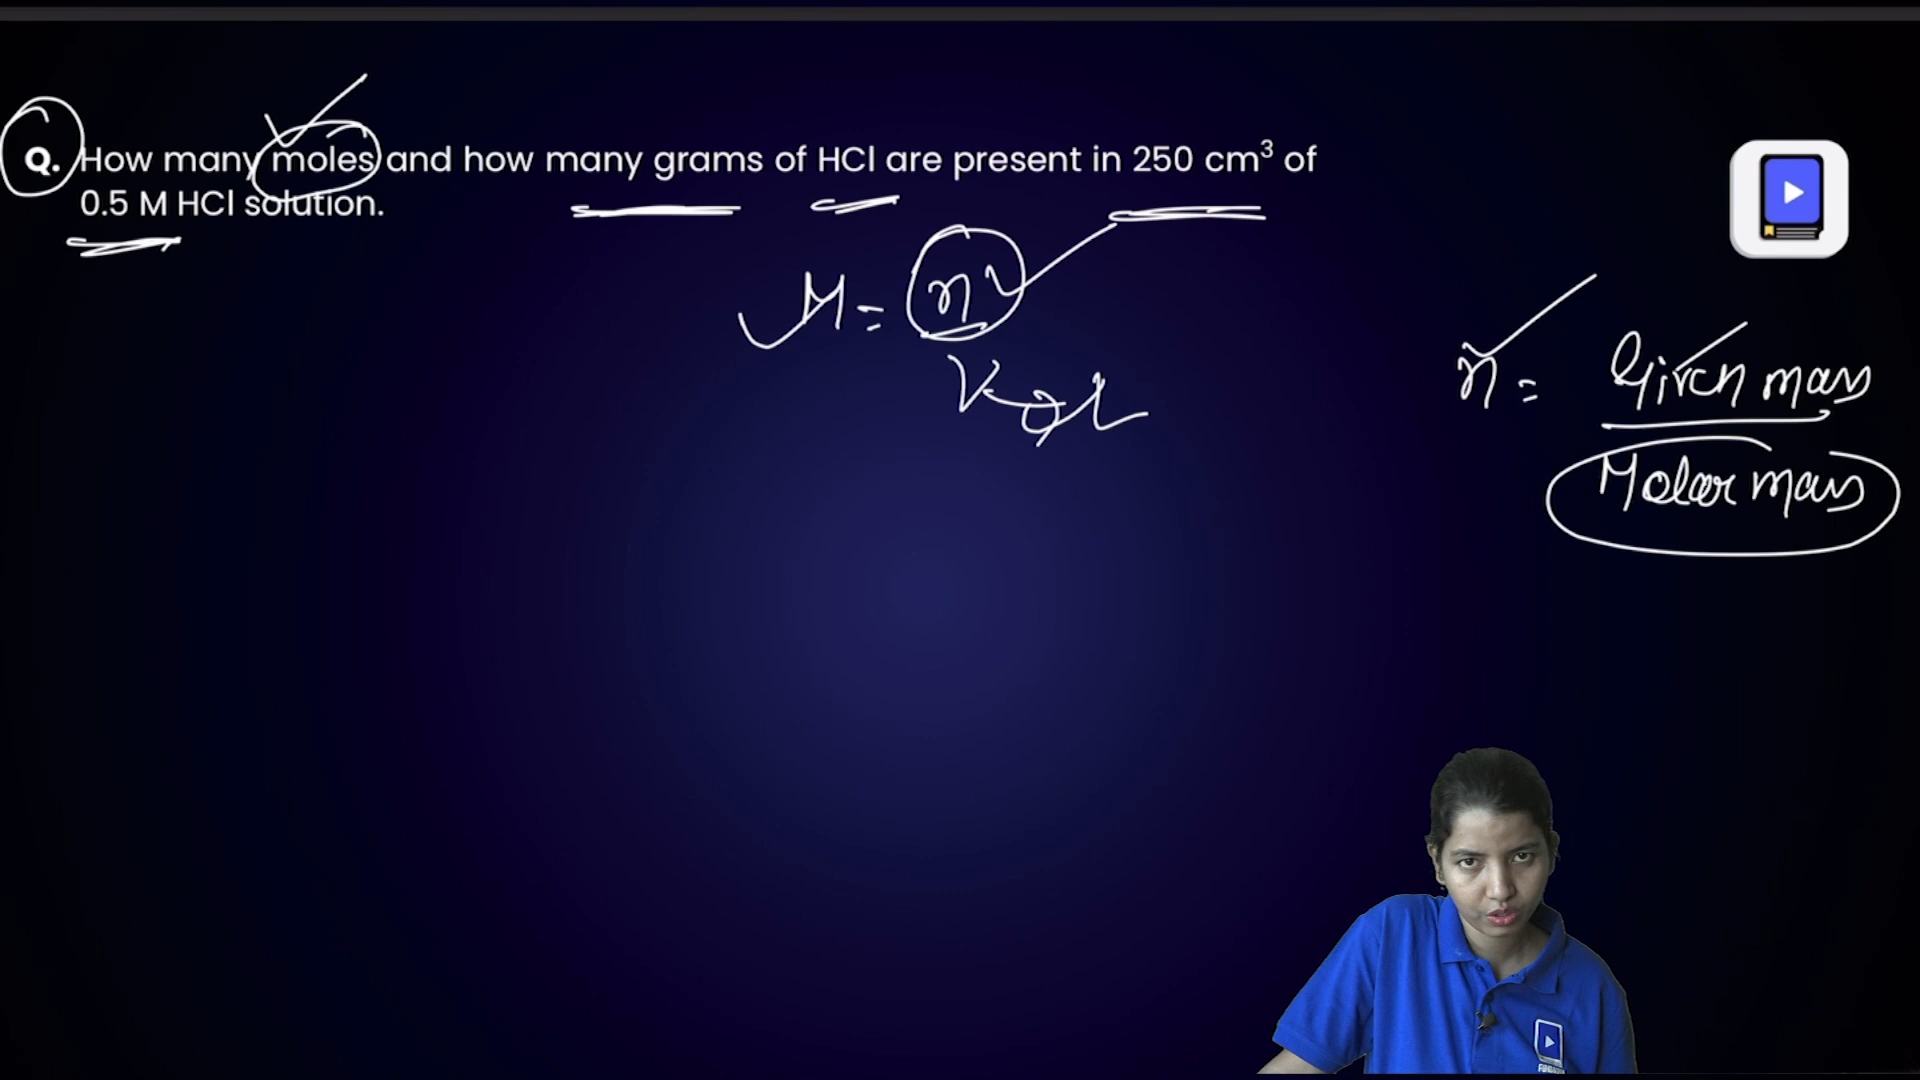 Q. How many moles and how many grams of HCl are present in 250 cm³ of
0.5 M HCl solution.
M = n
V
L
n = Given mass
Molar mass